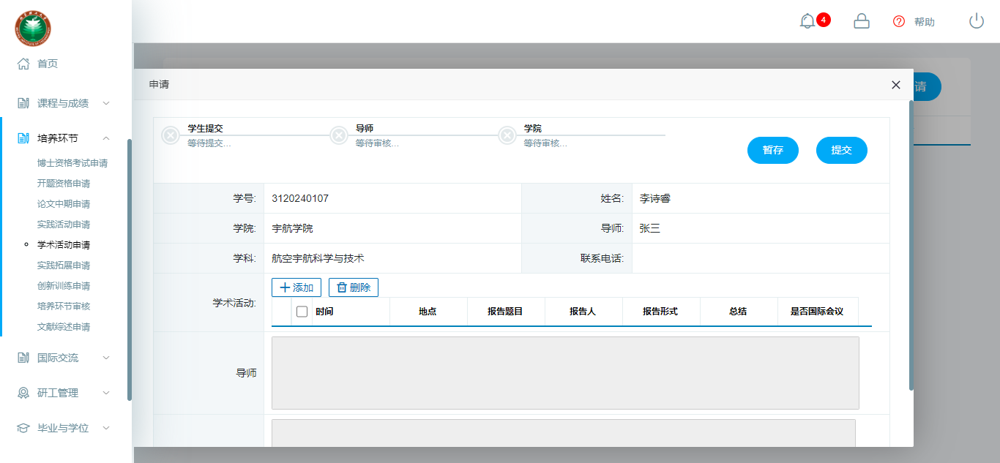 4
帮助
首页
课程与成绩
培养环节
博士资格考试申请
开题资格申请
论文中期申请
实践活动申请
学术活动申请
实践拓展申请
创新训练申请
培养环节审核
文献综述申请
国际交流
研工管理
毕业与学位
请
申请
学生提交
等待提交...
导师
等待审核...
学院
等待审核...
暂存
提交
学号: 3120240107 姓名: 李诗睿
学院: 宇航学院 导师: 张三
学科: 航空宇航科学与技术 联系电话:
学术活动:
添加 删除
时间 地点 报告题目 报告人 报告形式 总结 是否国际会议
导师